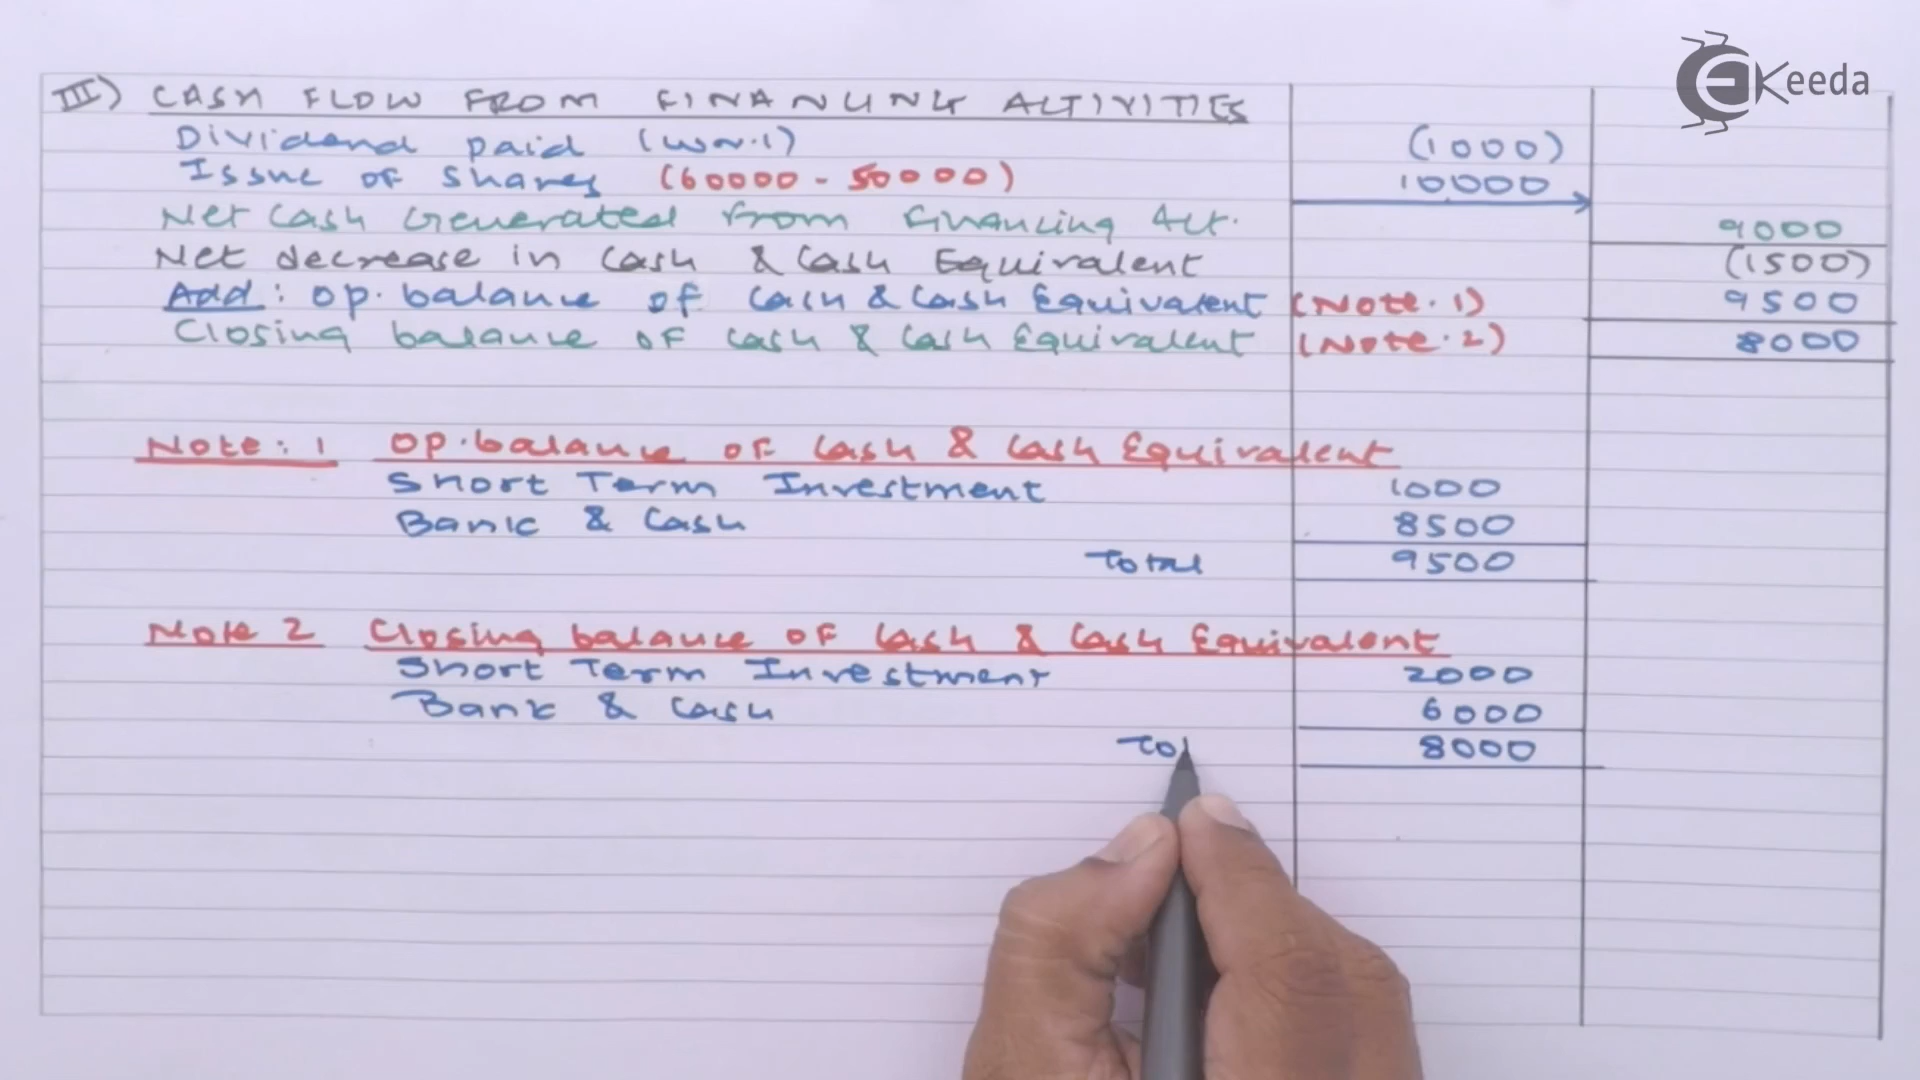 EKeeda
III) CASH FLOW FROM FINANCING ACTIVITIES
Dividend paid (WN.1) (1000)
Issue of shares (60000 - 50000) 10000
Net Cash Generated from Financing Act. 9000
Net decrease in Cash & Cash Equivalent (1500)
Add: Op. balance of Cash & Cash Equivalent (Note. 1) 9500
Closing balance of Cash & Cash Equivalent (Note. 2) 8000
Note: 1 Op. balance of Cash & Cash Equivalent
Short Term Investment 1000
Bank & Cash 8500
Total 9500
Note 2 Closing balance of Cash & Cash Equivalent
Short Term Investment 2000
Bank & Cash 6000
To 8000